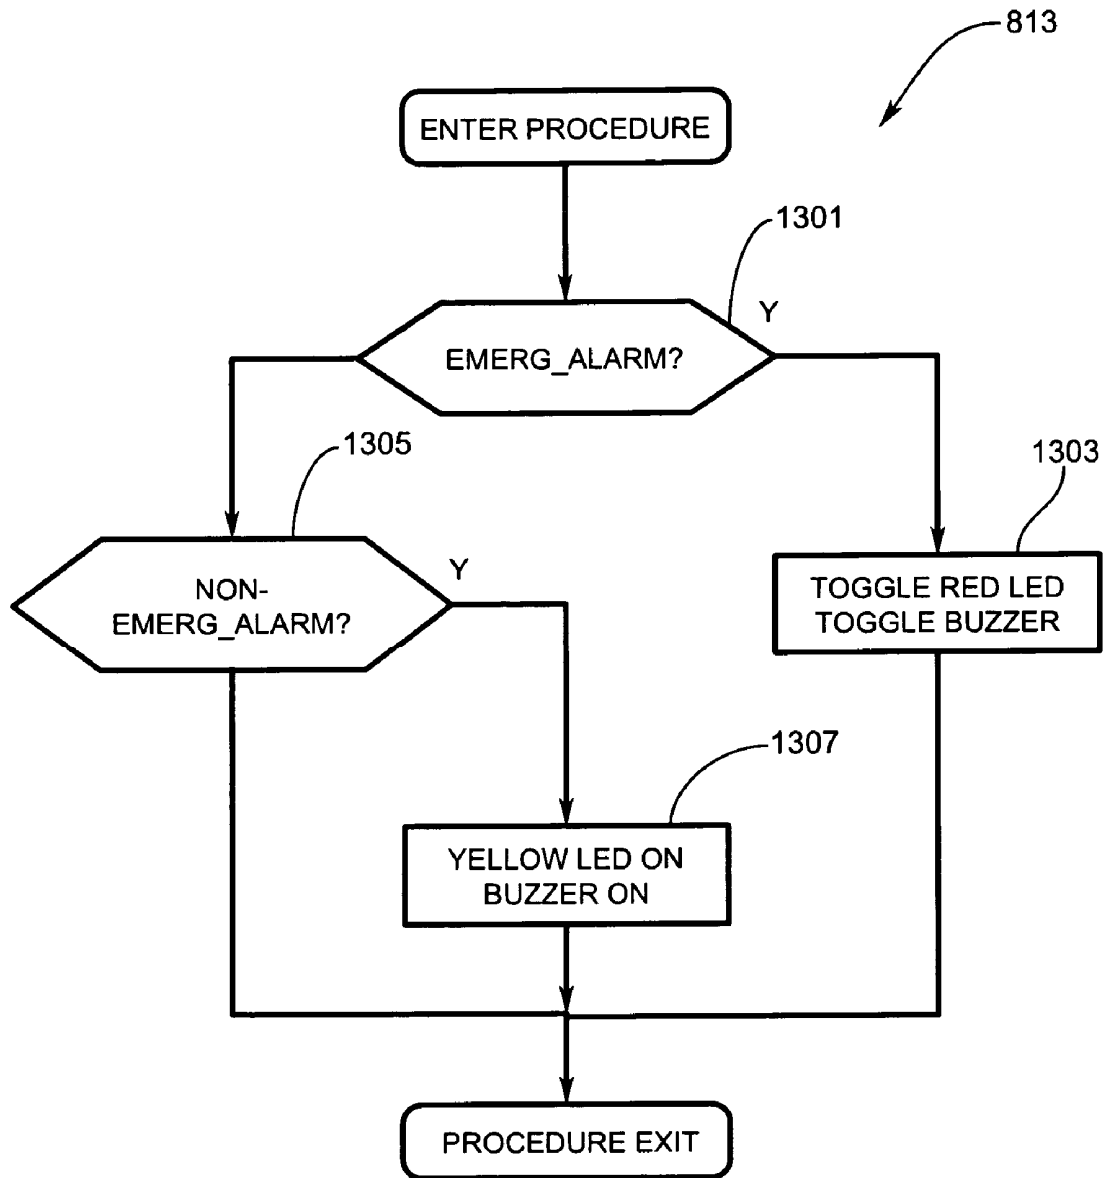 813
ENTER PROCEDURE
1301
Y
EMERG_ALARM?
1305
1303
Y
NON-
EMERG_ALARM?
TOGGLE RED LED
TOGGLE BUZZER
1307
YELLOW LED ON
BUZZER ON
PROCEDURE EXIT